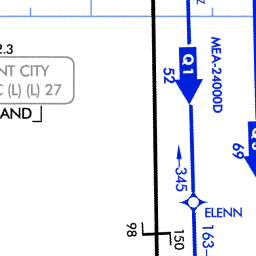 2.3
NT CITY
C (L) (L) 27
AND
Q1
52
MEA-24000D
69
345
ELENN
98
150
163